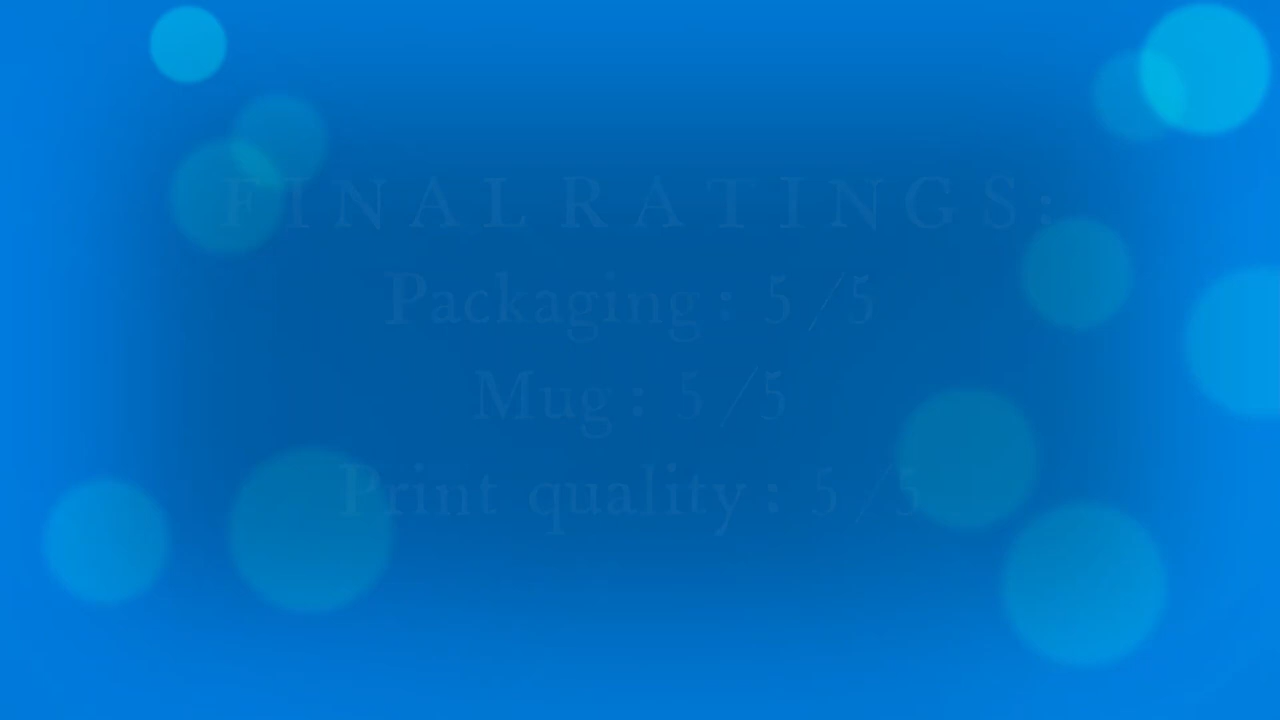 FINAL RATINGS:
Packaging: 5/5
Mug: 5/5
Print quality: 5/5